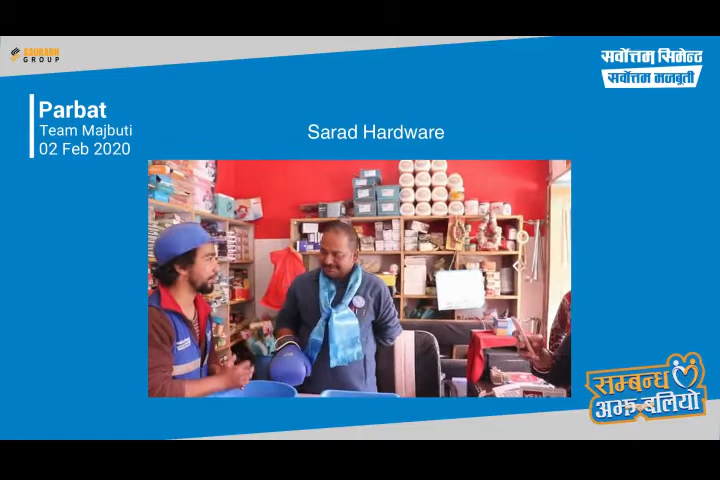 SAURABH
GROUP
सर्वोत्तम सिमेन्ट
सर्वोत्तम मजबूती
Parbat
Team Majbuti
02 Feb 2020
Sarad Hardware
सम्बन्ध
अझ बलियो